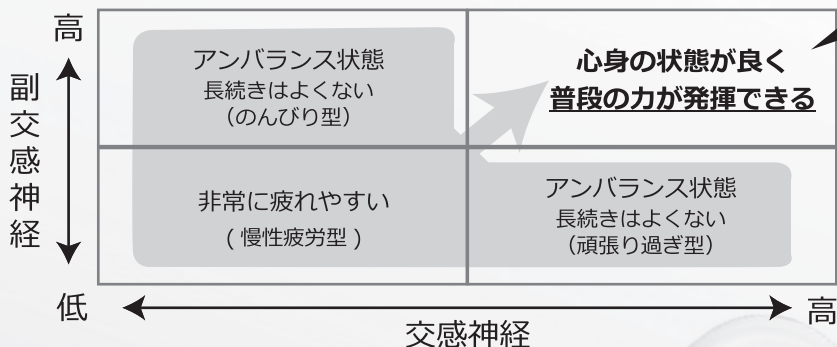 高
副交感神経
低
アンバランス状態
長続きはよくない
（のんびり型）
心身の状態が良く
普段の力が発揮できる
非常に疲れやすい
( 慢性疲労型 )
アンバランス状態
長続きはよくない
（頑張り過ぎ型）
交感神経
高